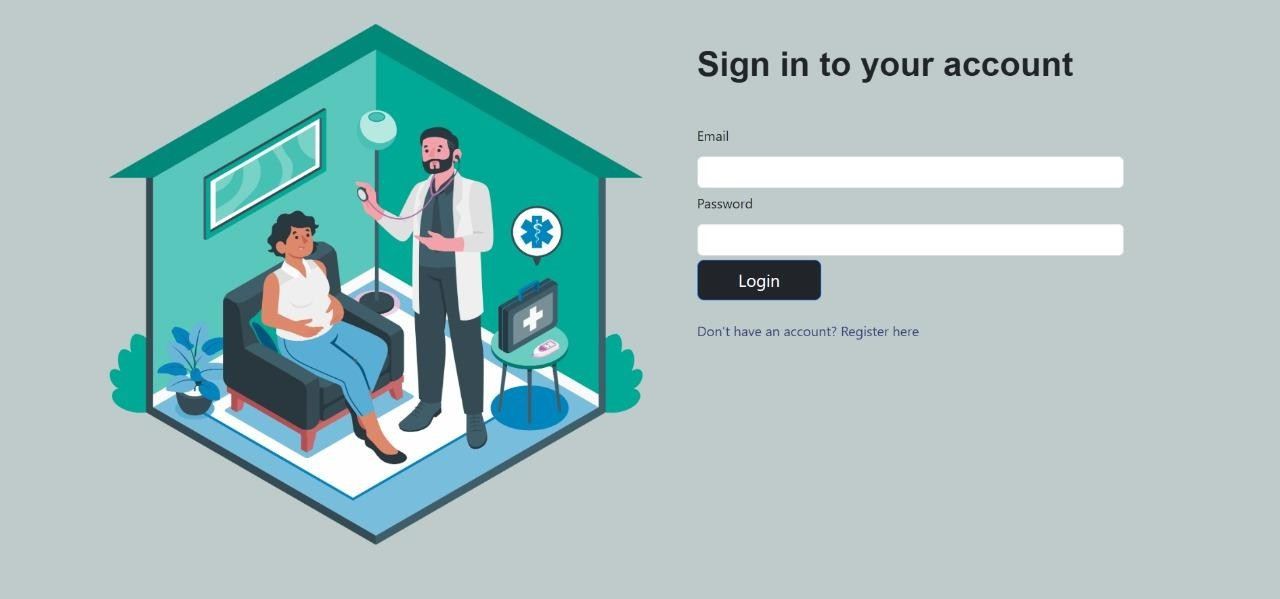 Sign in to your account
Email
Password
Login
Don't have an account? Register here